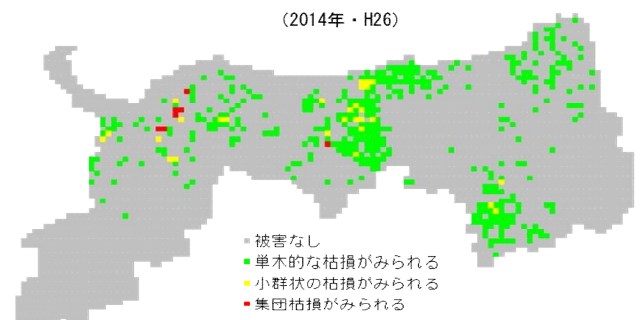 （2014年・H26）
被害なし
単木的な枯損がみられる
小群状の枯損がみられる
集団枯損がみられる